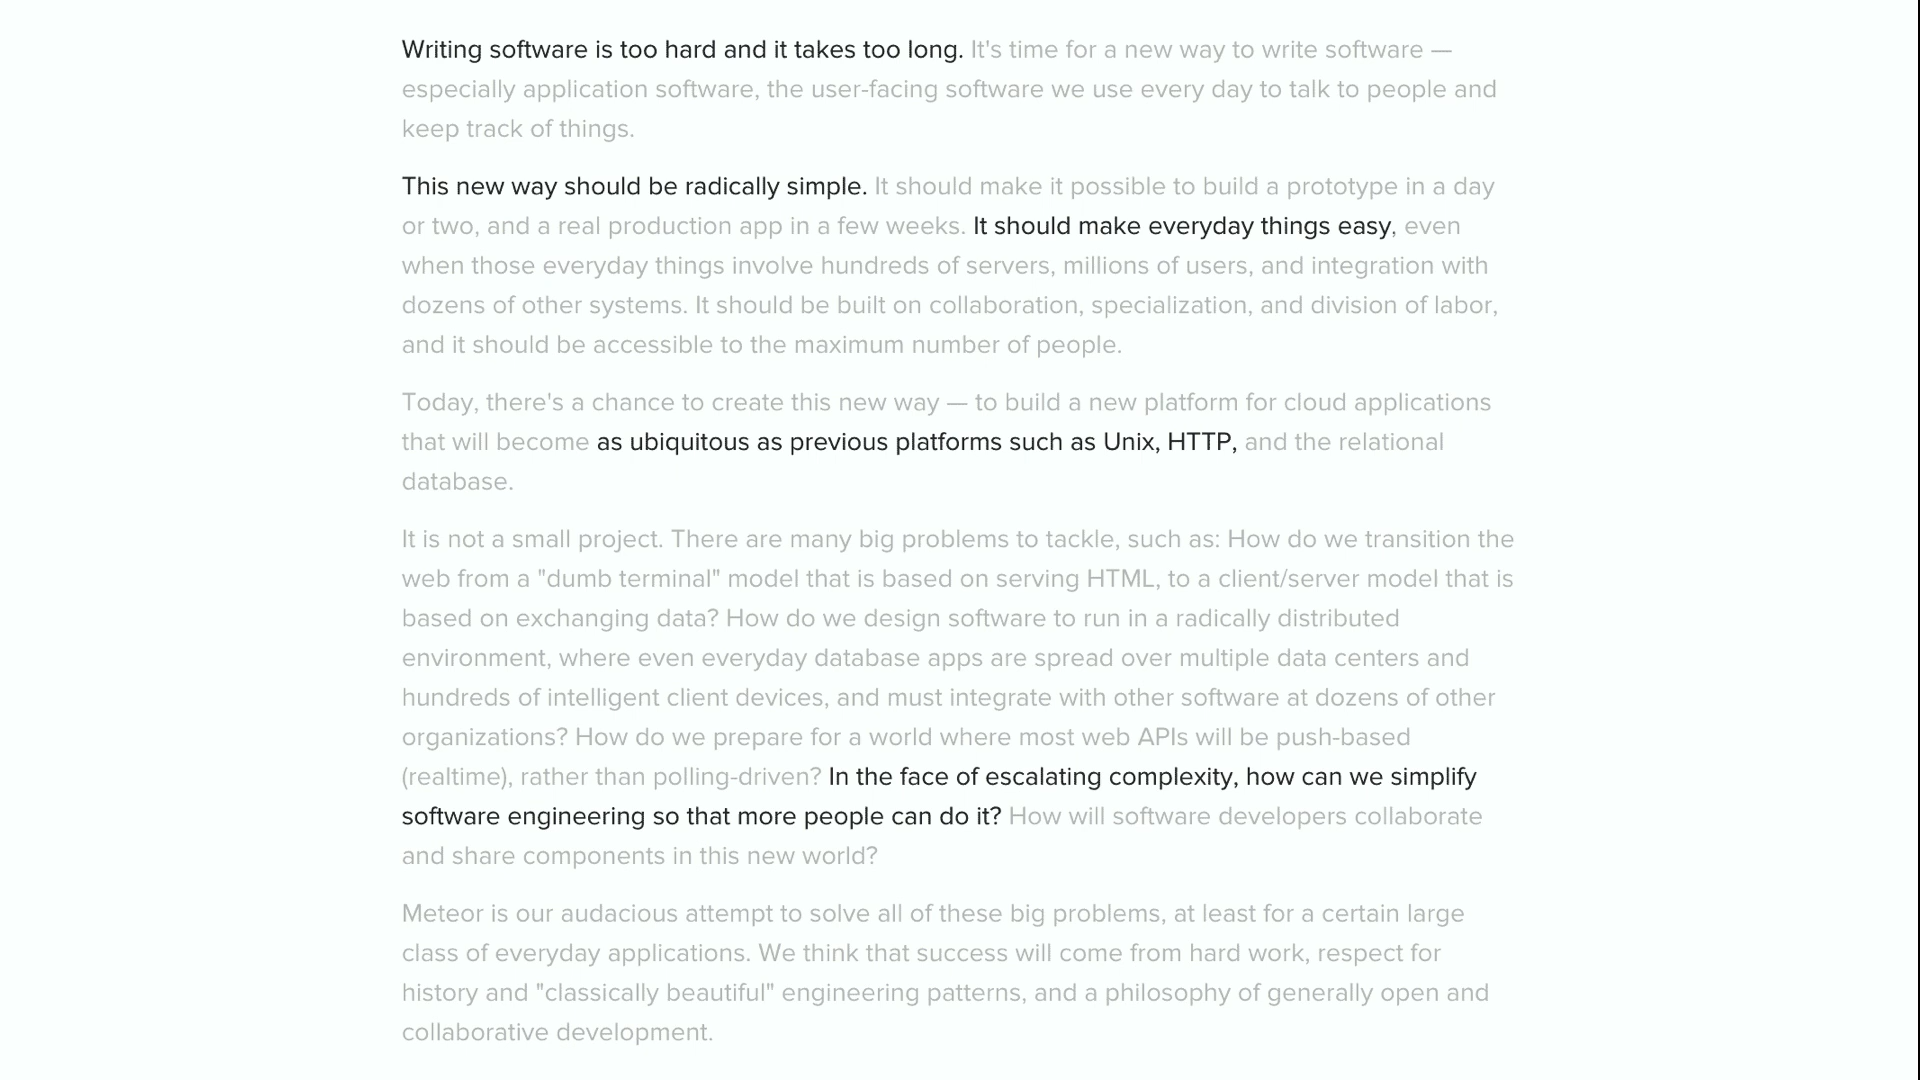 Writing software is too hard and it takes too long. It's time for a new way to write software —
especially application software, the user-facing software we use every day to talk to people and
keep track of things.
This new way should be radically simple. It should make it possible to build a prototype in a day
or two, and a real production app in a few weeks. It should make everyday things easy, even
when those everyday things involve hundreds of servers, millions of users, and integration with
dozens of other systems. It should be built on collaboration, specialization, and division of labor,
and it should be accessible to the maximum number of people.
Today, there's a chance to create this new way — to build a new platform for cloud applications
that will become as ubiquitous as previous platforms such as Unix, HTTP, and the relational
database.
It is not a small project. There are many big problems to tackle, such as: How do we transition the
web from a "dumb terminal" model that is based on serving HTML, to a client/server model that is
based on exchanging data? How do we design software to run in a radically distributed
environment, where even everyday database apps are spread over multiple data centers and
hundreds of intelligent client devices, and must integrate with other software at dozens of other
organizations? How do we prepare for a world where most web APIs will be push-based
(realtime), rather than polling-driven? In the face of escalating complexity, how can we simplify
software engineering so that more people can do it? How will software developers collaborate
and share components in this new world?
Meteor is our audacious attempt to solve all of these big problems, at least for a certain large
class of everyday applications. We think that success will come from hard work, respect for
history and "classically beautiful" engineering patterns, and a philosophy of generally open and
collaborative development.